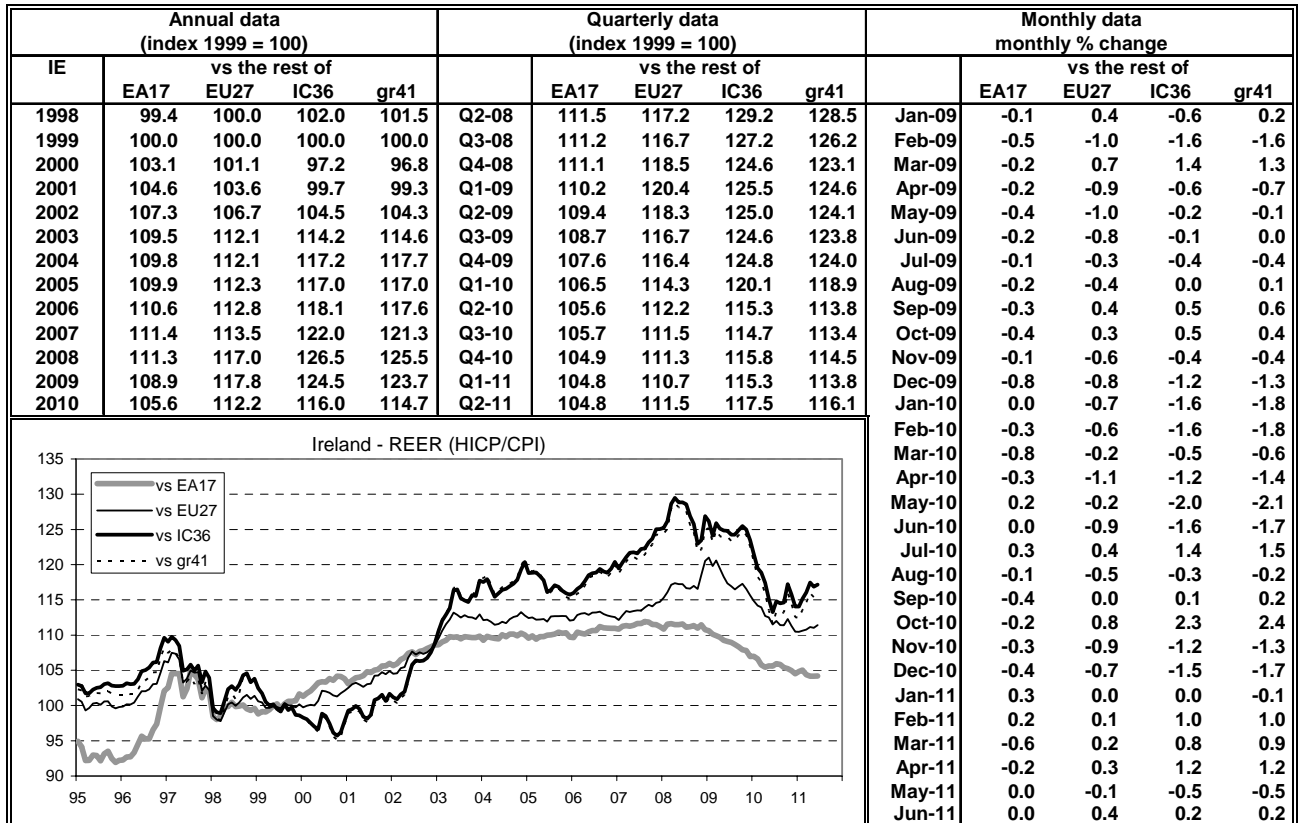 Annual data Quarterly data Monthly data
(index 1999 = 100) (index 1999 = 100) monthly % change
IE vs the rest of vs the rest of vs the rest of
EA17 EU27 IC36 gr41 EA17 EU27 IC36 gr41 EA17 EU27 IC36 gr41
1998 99.4 100.0 102.0 101.5 Q2-08 111.5 117.2 129.2 128.5 Jan-09 -0.1 0.4 -0.6 0.2
1999 100.0 100.0 100.0 100.0 Q3-08 111.2 116.7 127.2 126.2 Feb-09 -0.5 -1.0 -1.6 -1.6
2000 103.1 101.1 97.2 96.8 Q4-08 111.1 118.5 124.6 123.1 Mar-09 -0.2 0.7 1.4 1.3
2001 104.6 103.6 99.7 99.3 Q1-09 110.2 120.4 125.5 124.6 Apr-09 -0.2 -0.9 -0.6 -0.7
2002 107.3 106.7 104.5 104.3 Q2-09 109.4 118.3 125.0 124.1 May-09 -0.4 -1.0 -0.2 -0.1
2003 109.5 112.1 114.2 114.6 Q3-09 108.7 116.7 124.6 123.8 Jun-09 -0.2 -0.8 -0.1 0.0
2004 109.8 112.1 117.2 117.7 Q4-09 107.6 116.4 124.8 124.0 Jul-09 -0.1 -0.3 -0.4 -0.4
2005 109.9 112.3 117.0 117.0 Q1-10 106.5 114.3 120.1 118.9 Aug-09 -0.2 -0.4 0.0 0.1
2006 110.6 112.8 118.1 117.6 Q2-10 105.6 112.2 115.3 113.8 Sep-09 -0.3 0.4 0.5 0.6
2007 111.4 113.5 122.0 121.3 Q3-10 105.7 111.5 114.7 113.4 Oct-09 -0.4 0.3 0.5 0.4
2008 111.3 117.0 126.5 125.5 Q4-10 104.9 111.3 115.8 114.5 Nov-09 -0.1 -0.6 -0.4 -0.4
2009 108.9 117.8 124.5 123.7 Q1-11 104.8 110.7 115.3 113.8 Dec-09 -0.8 -0.8 -1.2 -1.3
2010 105.6 112.2 116.0 114.7 Q2-11 104.8 111.5 117.5 116.1 Jan-10 0.0 -0.7 -1.6 -1.8
Feb-10 -0.3 -0.6 -1.6 -1.8
Mar-10 -0.8 -0.2 -0.5 -0.6
Apr-10 -0.3 -1.1 -1.2 -1.4
May-10 0.2 -0.2 -2.0 -2.1
Jun-10 0.0 -0.9 -1.6 -1.7
Jul-10 0.3 0.4 1.4 1.5
Aug-10 -0.1 -0.5 -0.3 -0.2
Sep-10 -0.4 0.0 0.1 0.2
Oct-10 -0.2 0.8 2.3 2.4
Nov-10 -0.3 -0.9 -1.2 -1.3
Dec-10 -0.4 -0.7 -1.5 -1.7
Jan-11 0.3 0.0 0.0 -0.1
Feb-11 0.2 0.1 1.0 1.0
Mar-11 -0.6 0.2 0.8 0.9
Apr-11 -0.2 0.3 1.2 1.2
May-11 0.0 -0.1 -0.5 -0.5
Jun-11 0.0 0.4 0.2 0.2
Ireland - REER (HICP/CPI)
135
130
125
120
115
110
105
100
95
90
vs EA17
vs EU27
vs IC36
vs gr41
95 96 97 98 99 00 01 02 03 04 05 06 07 08 09 10 11